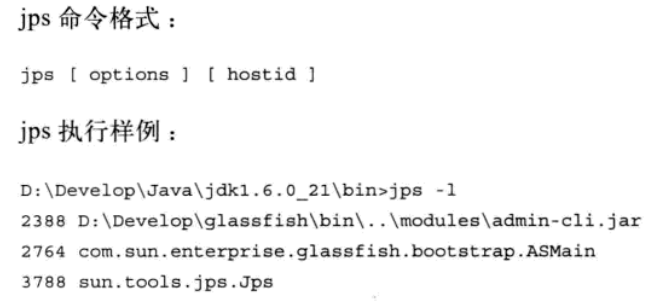 jps 命令格式：
jps [ options ] [ hostid ]
jps 执行样例：
D:\Develop\Java\jdk1.6.0_21\bin>jps -l
2388 D:\Develop\glassfish\bin\..\modules\admin-cli.jar
2764 com.sun.enterprise.glassfish.bootstrap.ASMain
3788 sun.tools.jps.Jps